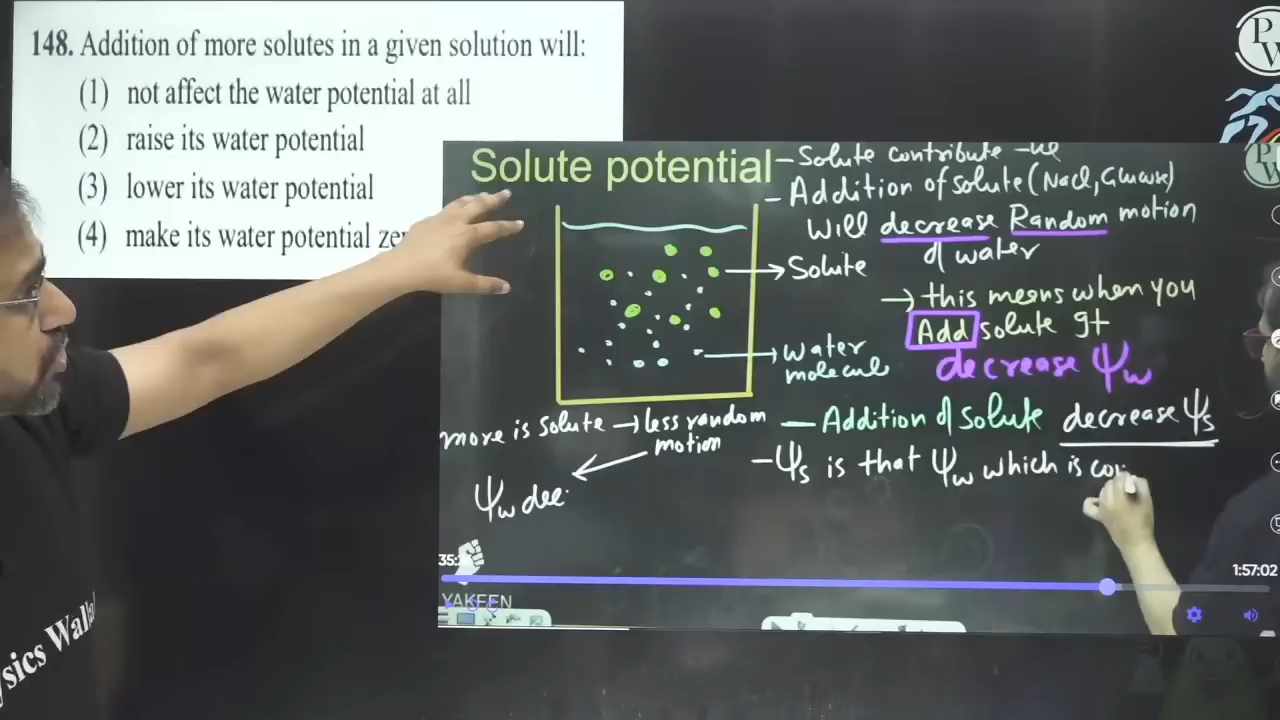 148. Addition of more solutes in a given solution will:
(1) not affect the water potential at all
(2) raise its water potential
(3) lower its water potential
(4) make its water potential
Solute potential
- Solute contribute -ve
- Addition of solute (Nacl, Glucose)
will decrease Random motion
of water
→ Solute
→ this means when you
Add solute It
decrease Ψw
→ water
molecule
more is solute → less random
motion
Ψw dec.
- Addition of Solute decrease Ψs
- Ψs is that Ψw which is
1:57:02
YAKEEN
PW